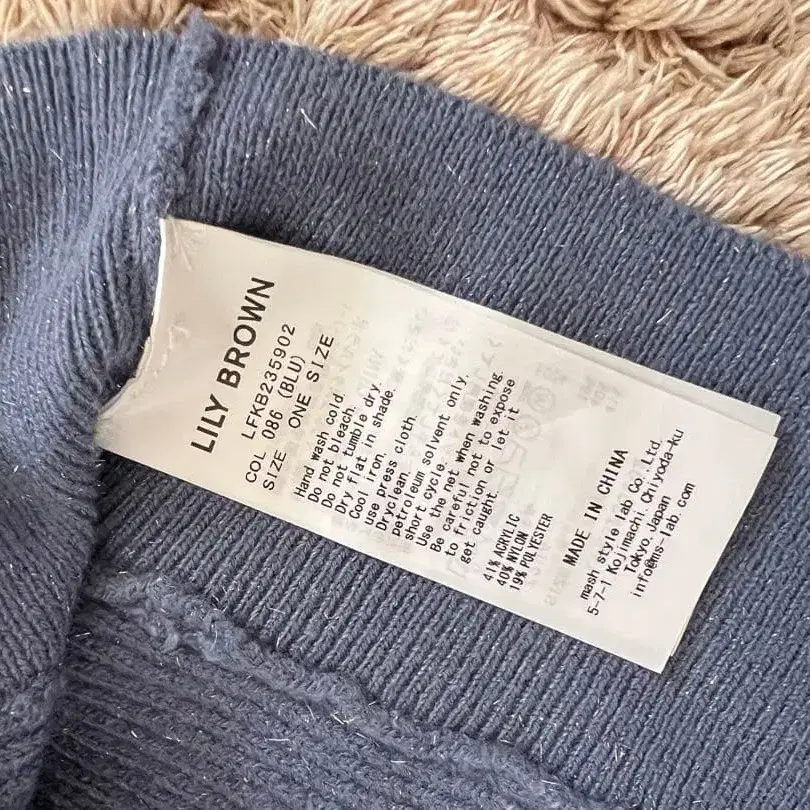 LILY BROWN
LFKB235902
COL 086 (BLU)
SIZE ONE SIZE
Hand wash cold.
Do not bleach.
Do not tumble dry.
Dry flat in shade.
Cool iron.
use press cloth.
Dryclean.
petroleum solvent only.
short cycle.
Use the net when washing.
Be careful not to expose
to friction or let it
get caught.
41% ACRYLIC
40% NYLON
19% POLYESTER
MADE IN CHINA
mash style lab Co. Ltd.
5-7-1 Kojimachi, Chiyoda-ku
Tokyo, Japan
info@ms-lab.com